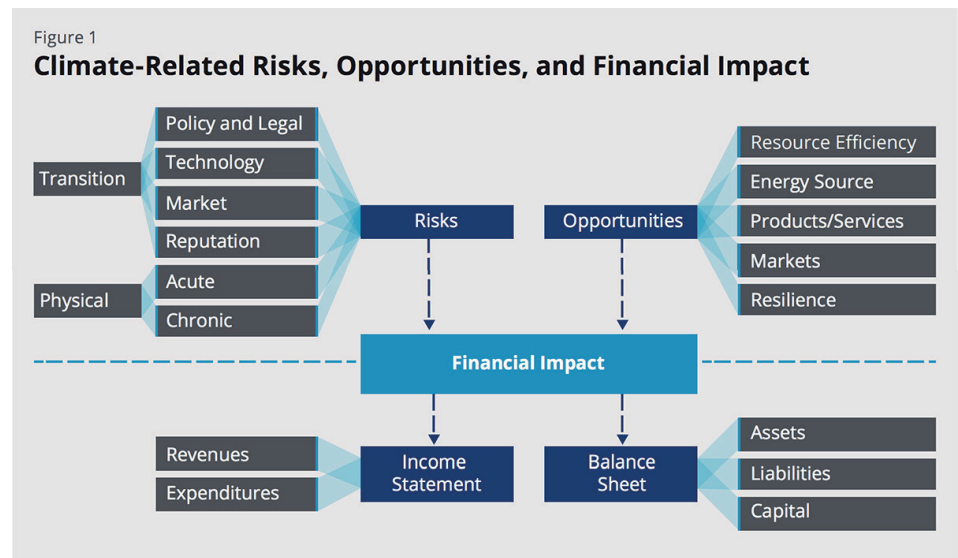 Figure 1
Climate-Related Risks, Opportunities, and Financial Impact
Transition
Policy and Legal
Technology
Market
Reputation
Physical
Acute
Chronic
Risks
Opportunities
Resource Efficiency
Energy Source
Products/Services
Markets
Resilience
Financial Impact
Revenues
Expenditures
Income
Statement
Balance
Sheet
Assets
Liabilities
Capital